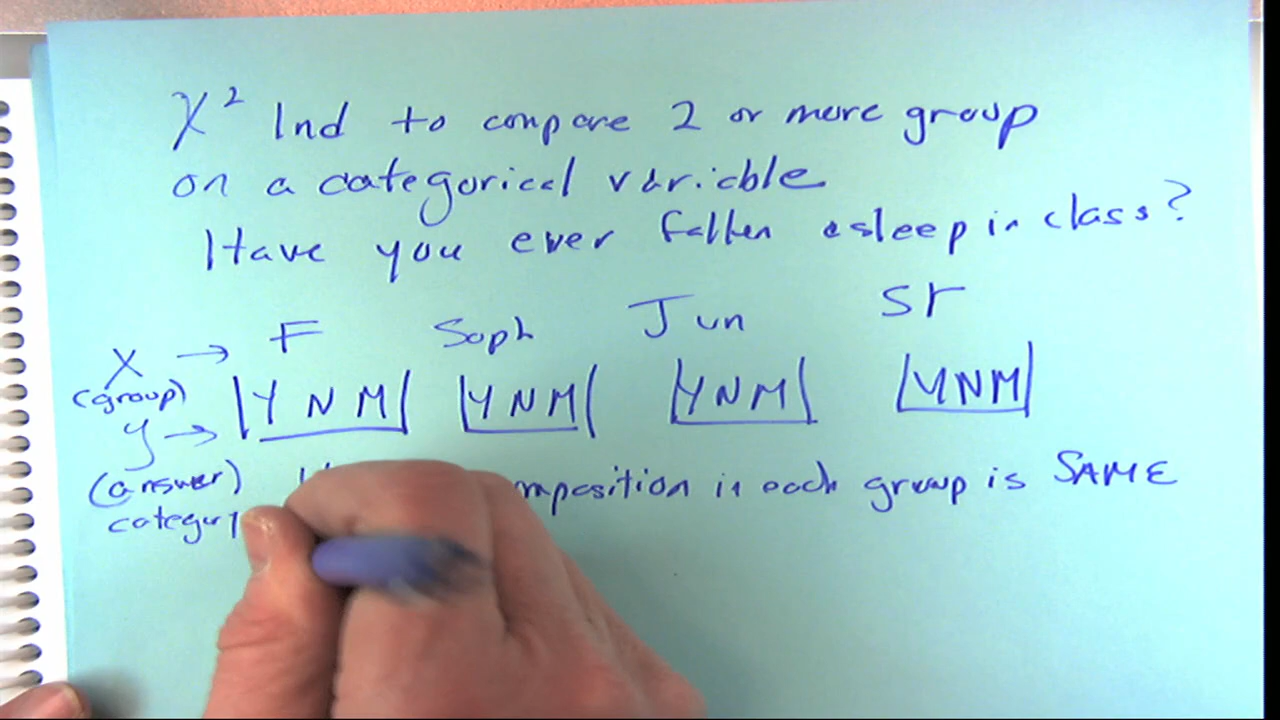 χ² Ind to compare 2 or more group
on a categorical variable
Have you ever fallen asleep in class?
F Soph Jun Sr
X →
(group) Y N M Y N M Y N M Y N M
y →
(answer) mposition in each group is SAME
category